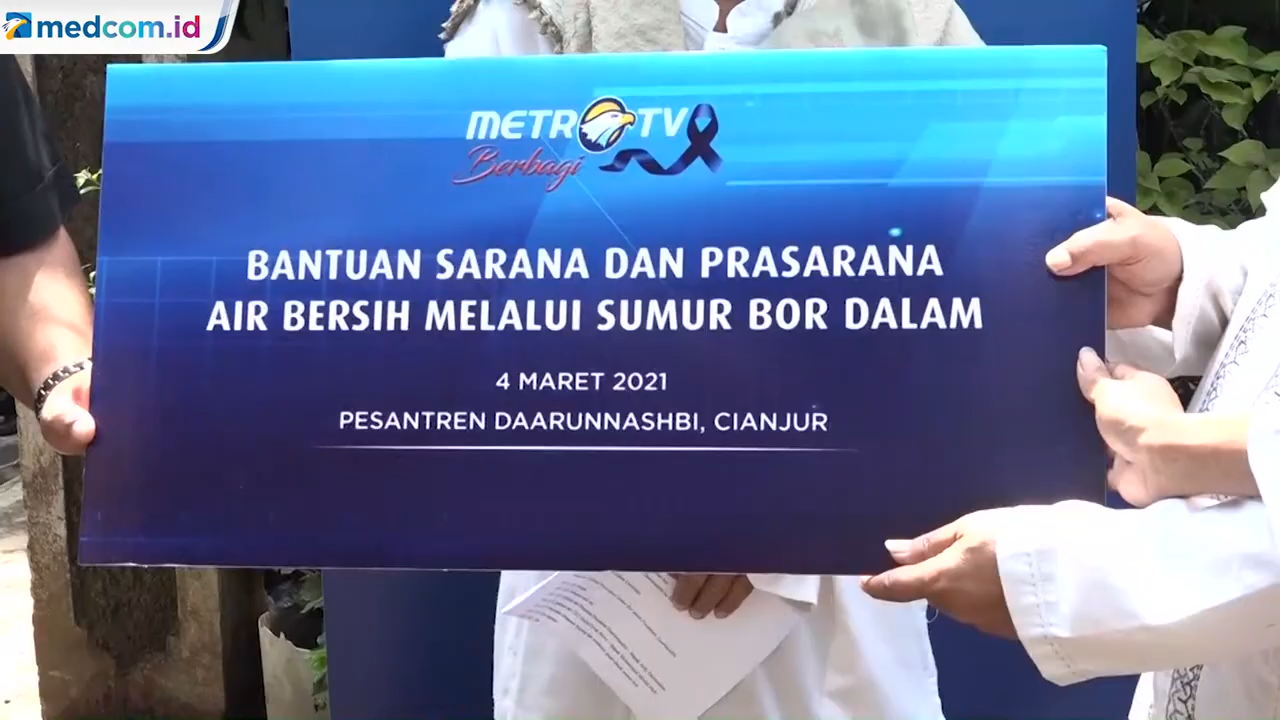 medcom.id
METRO TV
Berbagi
BANTUAN SARANA DAN PRASARANA
AIR BERSIH MELALUI SUMUR BOR DALAM
4 MARET 2021
PESANTREN DAARUNNASHBI, CIANJUR